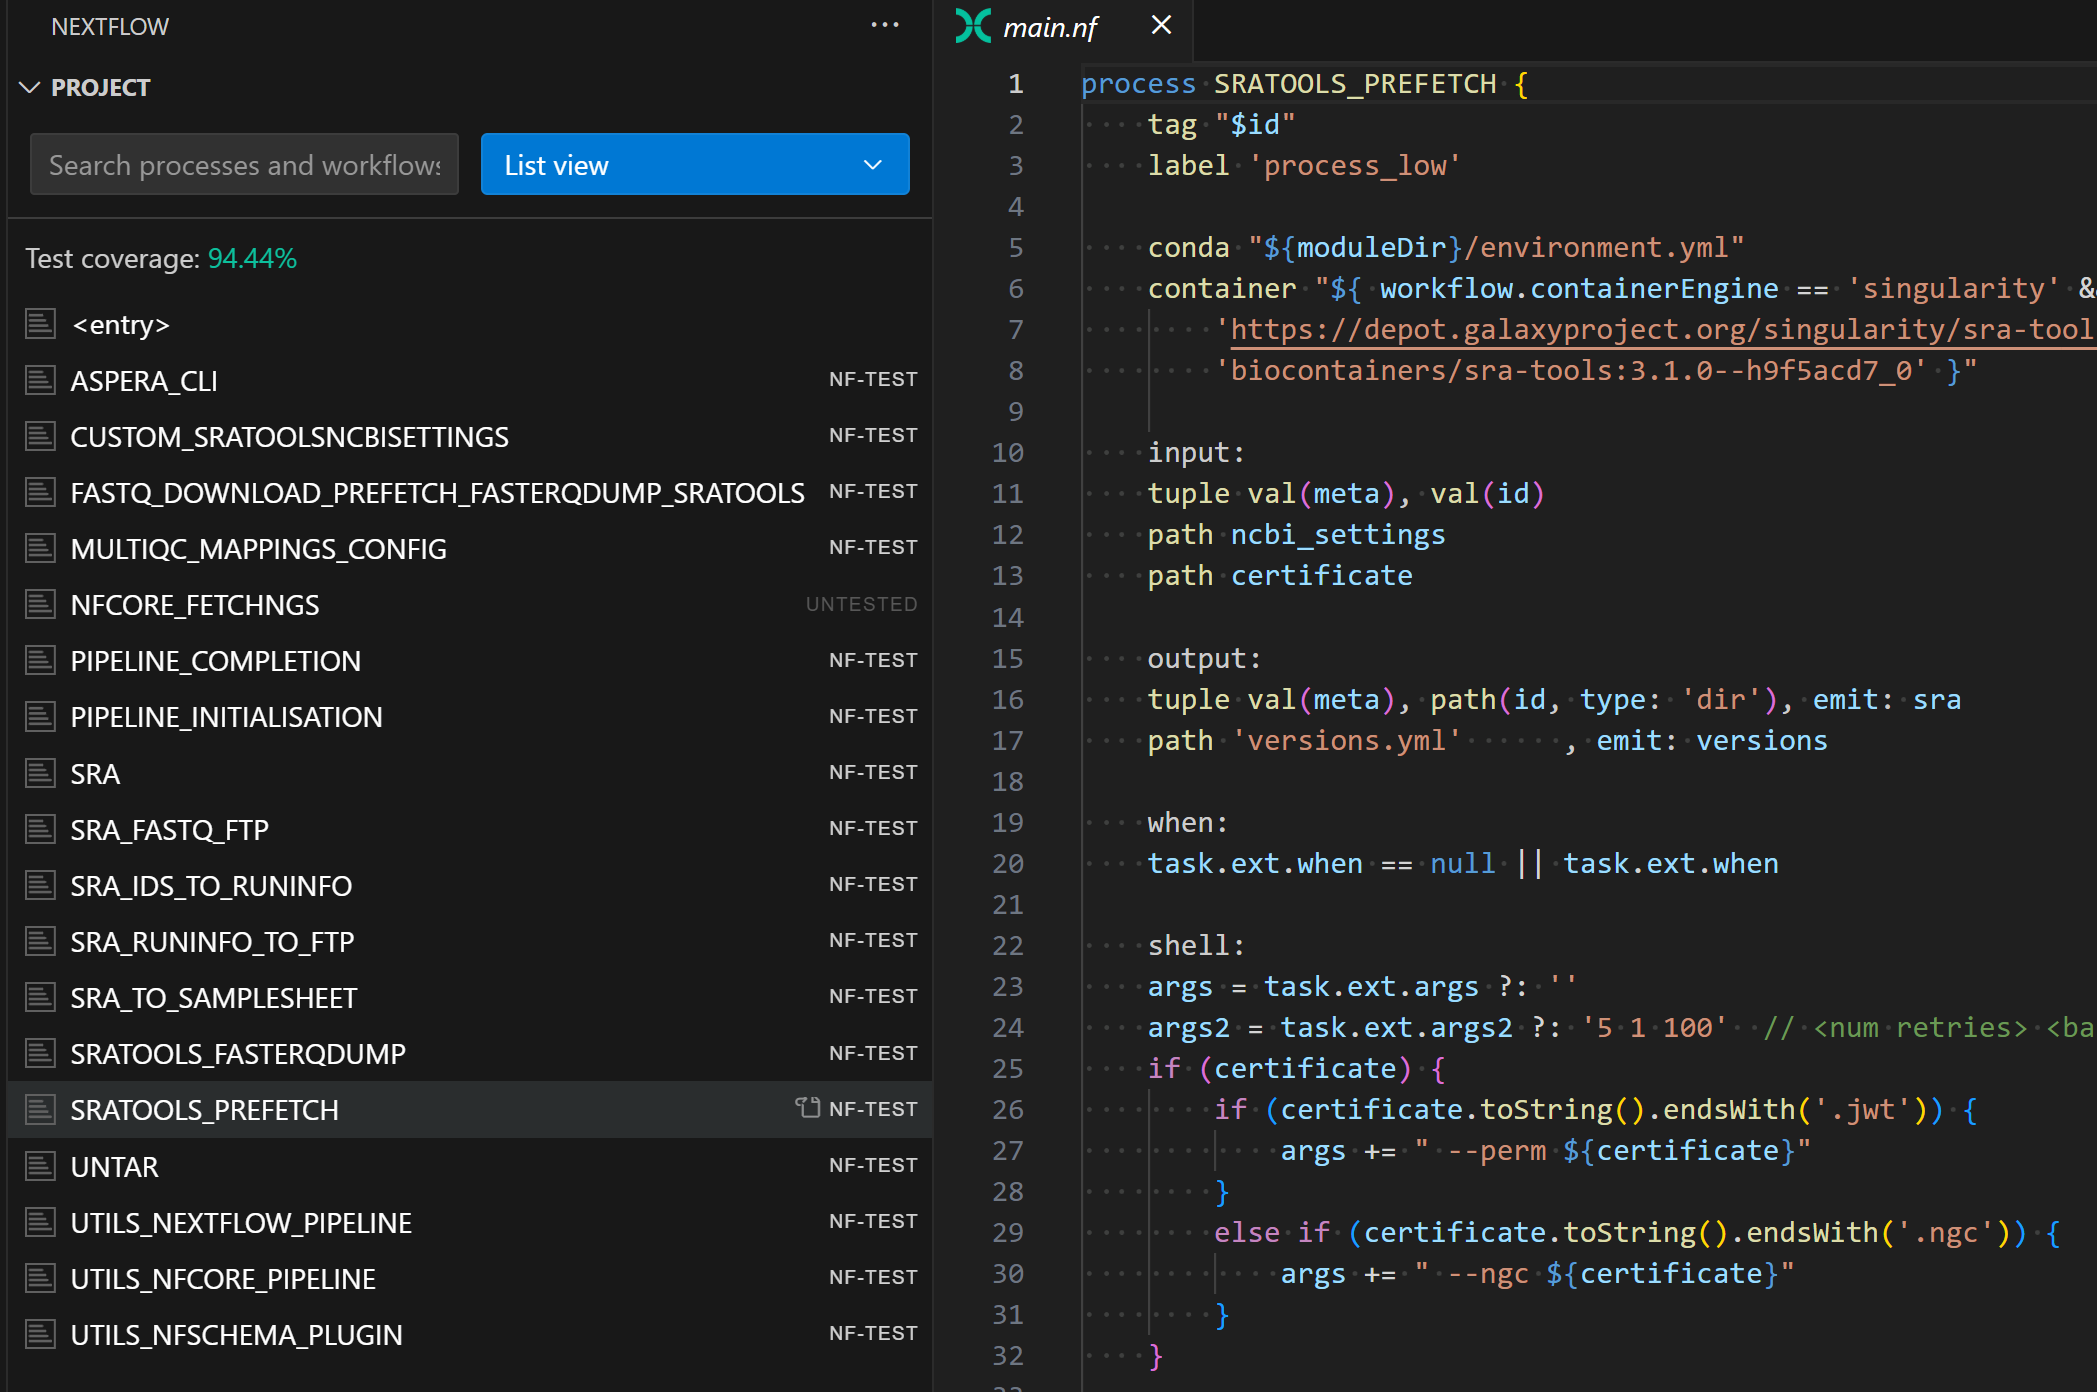 NEXTFLOW
PROJECT
Search processes and workflows
List view
Test coverage: 94.44%
<entry>
ASPERA_CLI NF-TEST
CUSTOM_SRATOOLSNCBISETTINGS NF-TEST
FASTQ_DOWNLOAD_PREFETCH_FASTERQDUMP_SRATOOLS NF-TEST
MULTIQC_MAPPINGS_CONFIG NF-TEST
NFCORE_FETCHNGS UNTESTED
PIPELINE_COMPLETION NF-TEST
PIPELINE_INITIALISATION NF-TEST
SRA NF-TEST
SRA_FASTQ_FTP NF-TEST
SRA_IDS_TO_RUNINFO NF-TEST
SRA_RUNINFO_TO_FTP NF-TEST
SRA_TO_SAMPLESHEET NF-TEST
SRATOOLS_FASTERQDUMP NF-TEST
SRATOOLS_PREFETCH NF-TEST
UNTAR NF-TEST
UTILS_NEXTFLOW_PIPELINE NF-TEST
UTILS_NFCORE_PIPELINE NF-TEST
UTILS_NFSCHEMA_PLUGIN NF-TEST
main.nf
1 process SRATOOLS_PREFETCH {
2 tag "$id"
3 label 'process_low'
4
5 conda "${moduleDir}/environment.yml"
6 container "${ workflow.containerEngine == 'singularity' &
7 'https://depot.galaxyproject.org/singularity/sra-tool
8 'biocontainers/sra-tools:3.1.0--h9f5acd7_0' }"
9
10 input:
11 tuple val(meta), val(id)
12 path ncbi_settings
13 path certificate
14
15 output:
16 tuple val(meta), path(id, type: 'dir'), emit: sra
17 path 'versions.yml' , emit: versions
18
19 when:
20 task.ext.when == null || task.ext.when
21
22 shell:
23 args = task.ext.args ?: ''
24 args2 = task.ext.args2 ?: '5 1 100' // <num retries> <ba
25 if (certificate) {
26 if (certificate.toString().endsWith('.jwt')) {
27 args += " --perm ${certificate}"
28 }
29 else if (certificate.toString().endsWith('.ngc')) {
30 args += " --ngc ${certificate}"
31 }
32 }